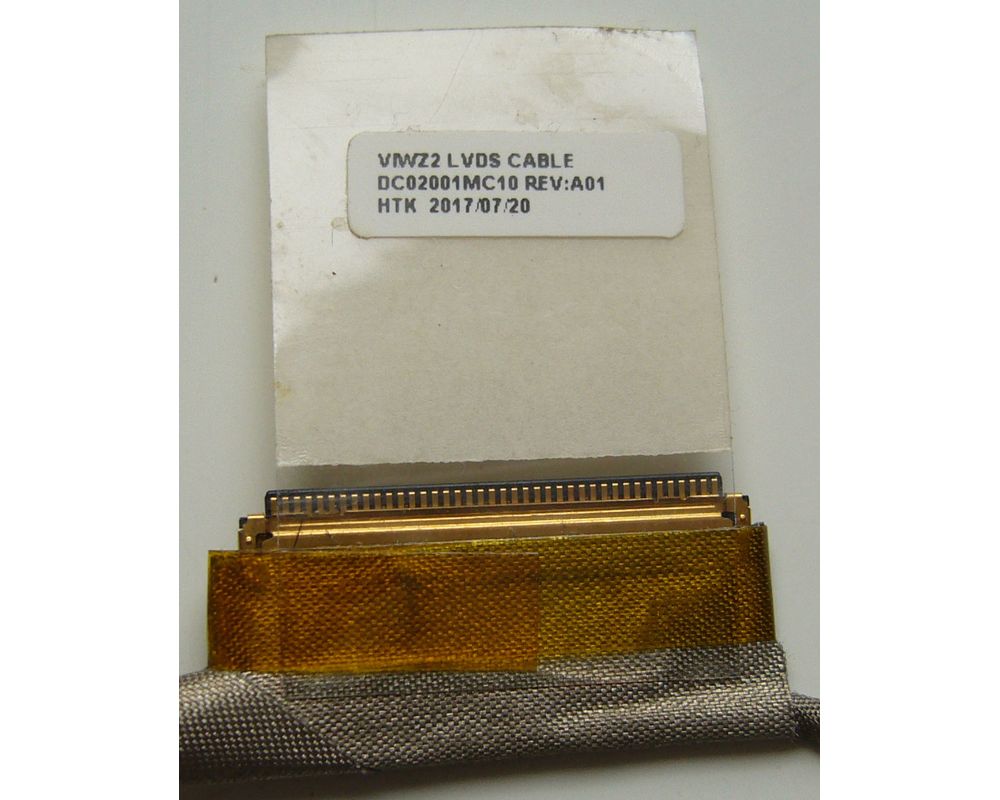 VIWZ2 LVDS CABLE
DC02001MC10 REV:A01
HTK 2017/07/20